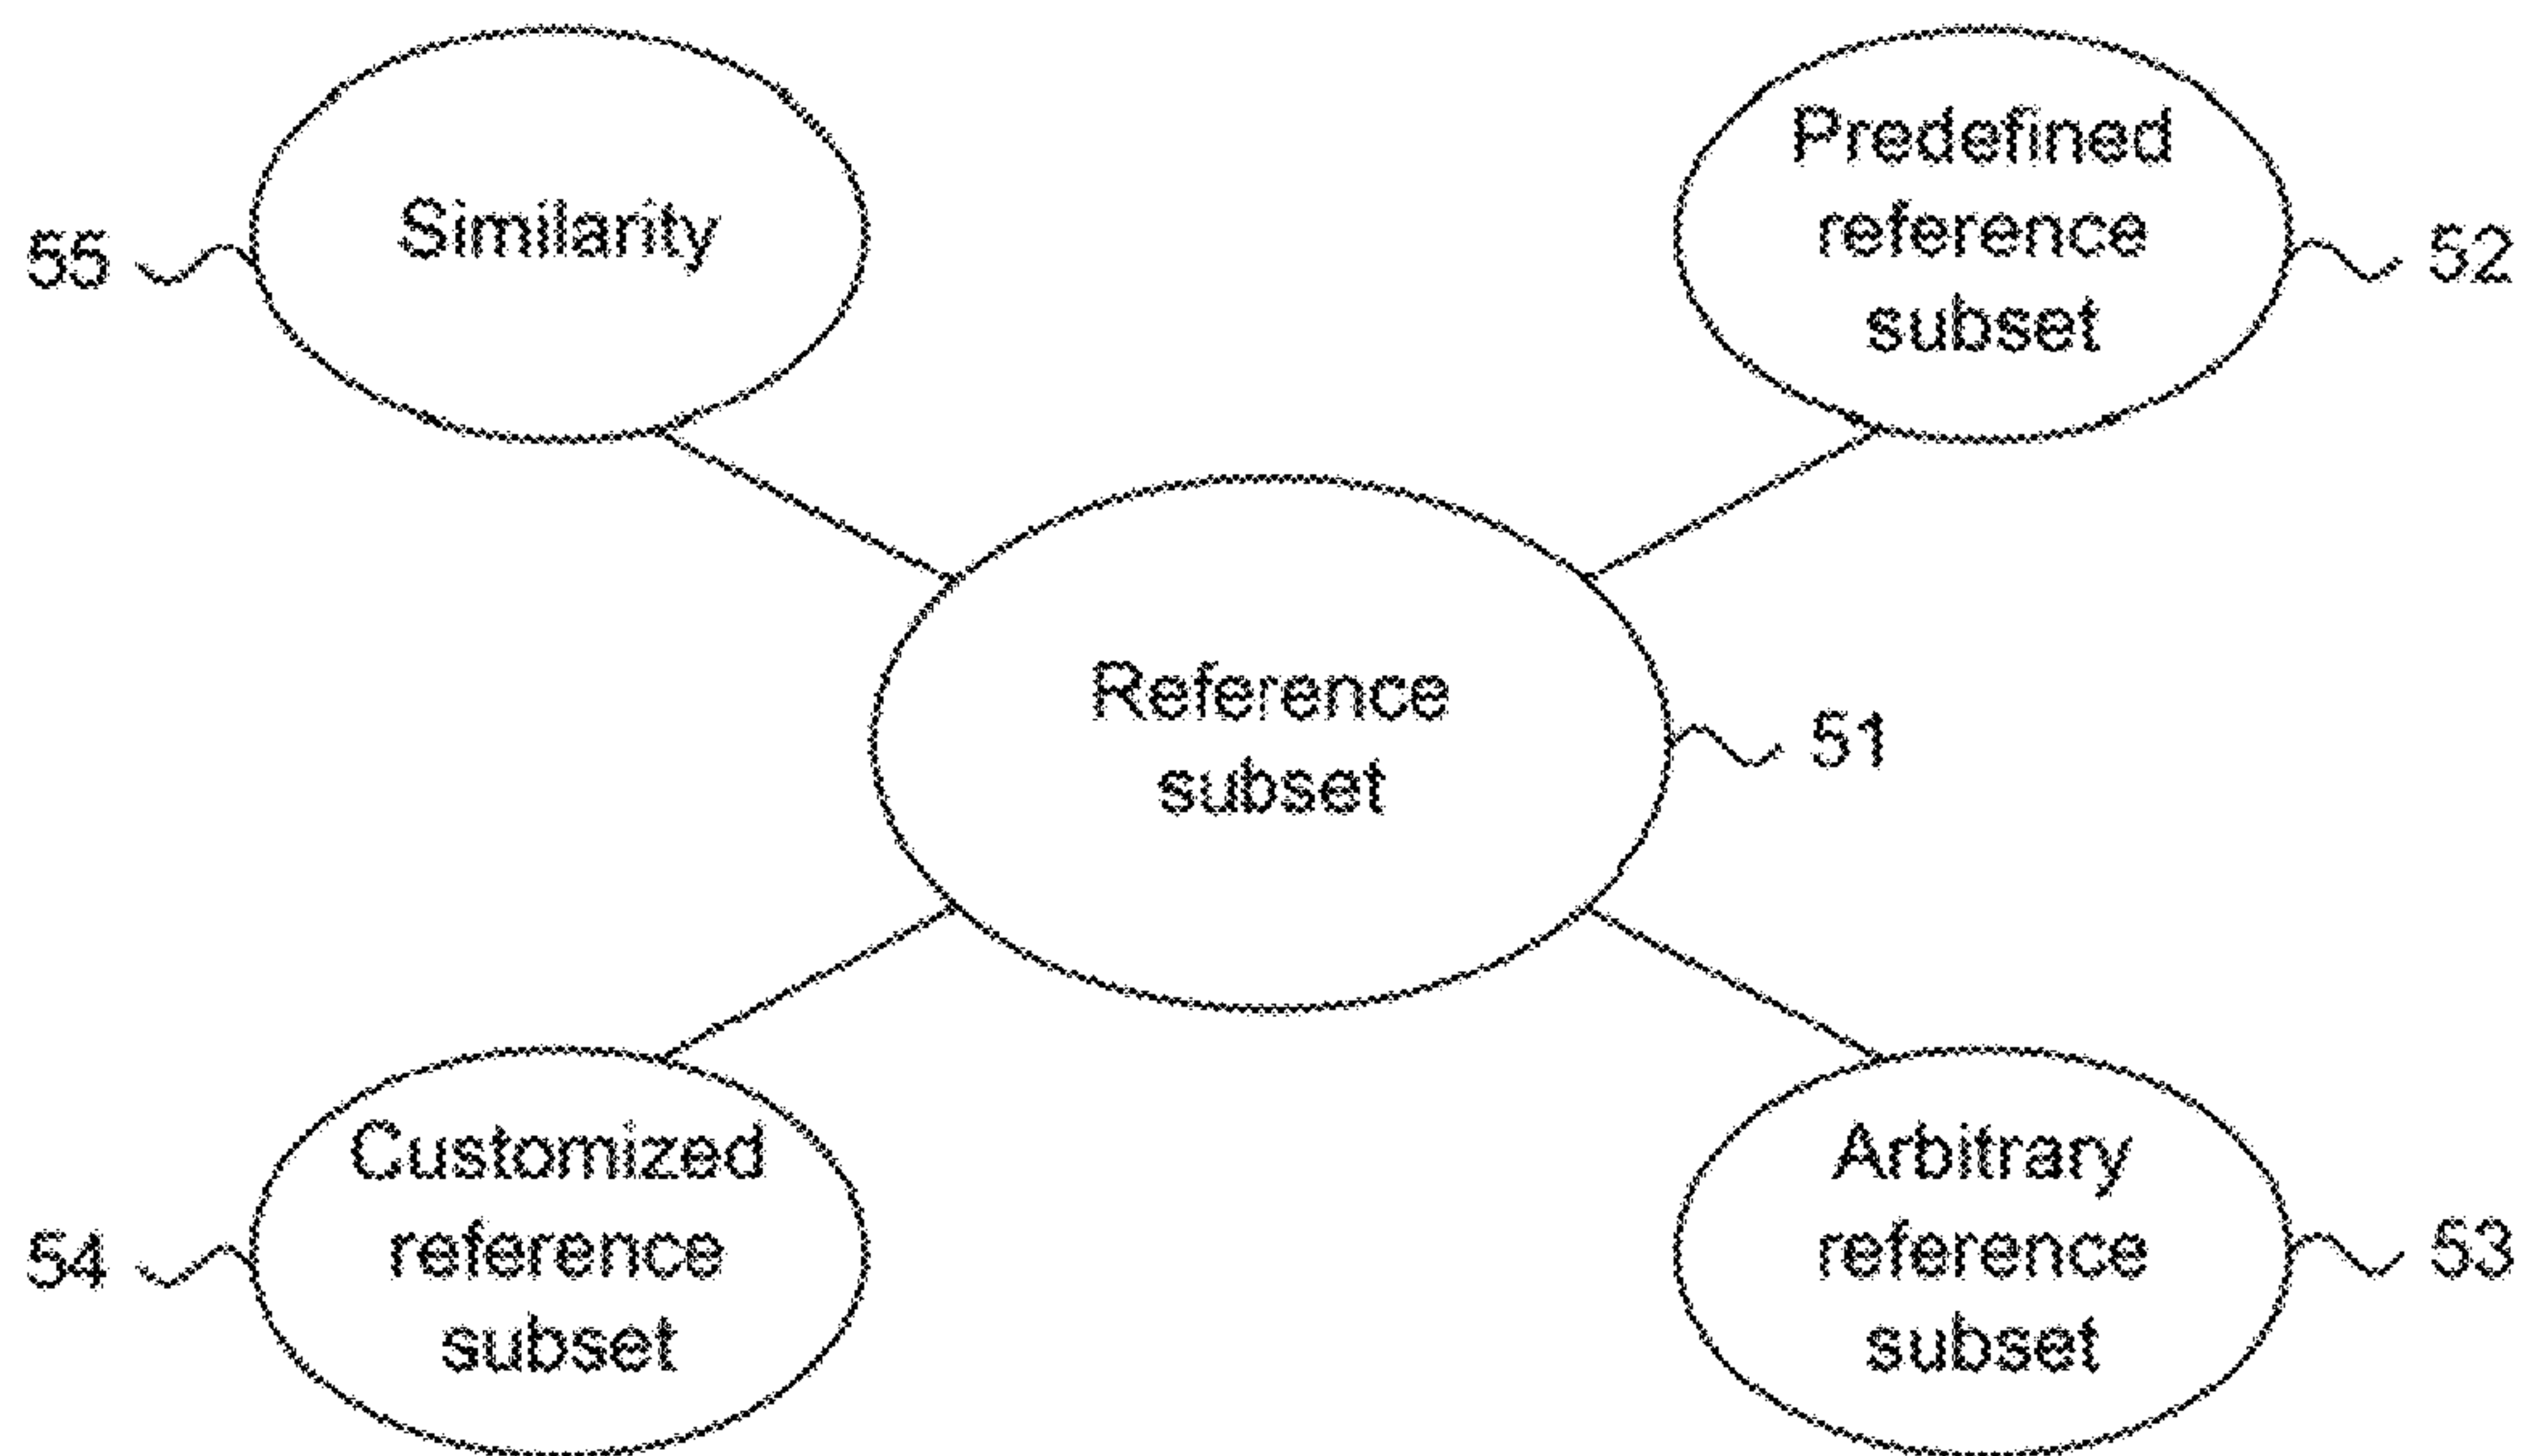 Similarity
55
Predefined
reference
subset
52
Reference
subset
51
Customized
reference
subset
54
Arbitrary
reference
subset
53